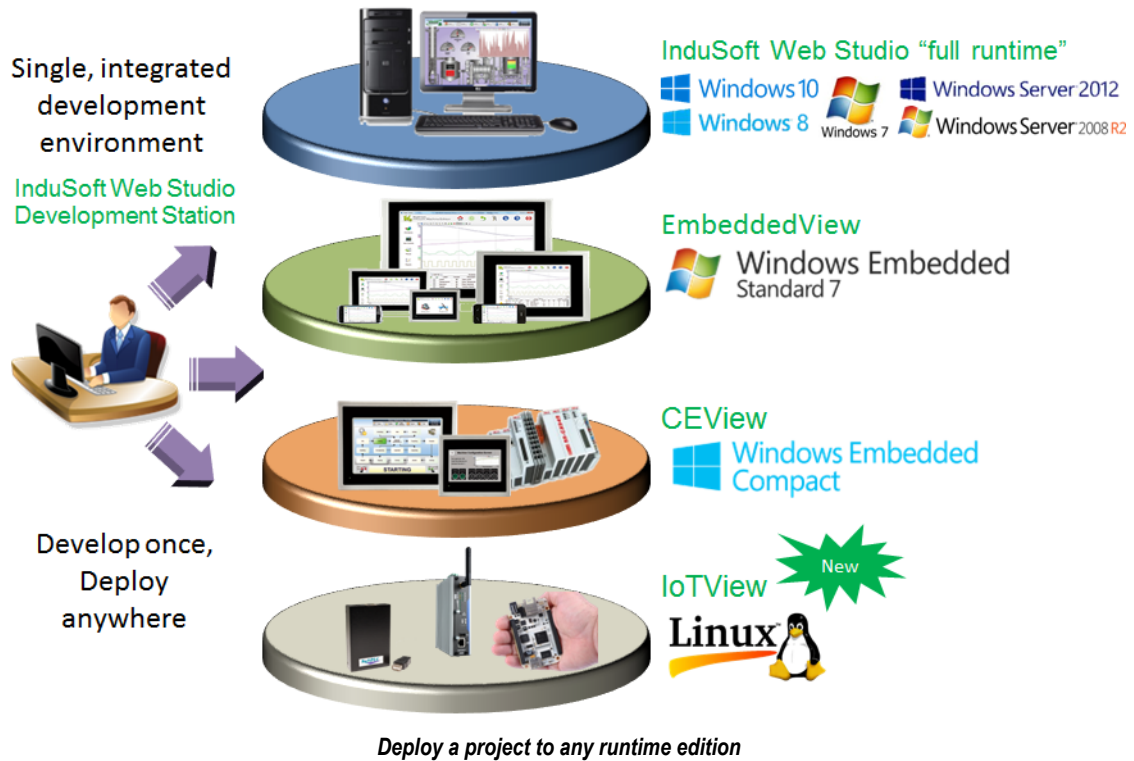 Single, integrated
development
environment
InduSoft Web Studio
Development Station
Develop once,
Deploy
anywhere
InduSoft Web Studio “full runtime”
Windows 10
Windows 8
Windows 7
Windows Server 2012
Windows Server 2008 R2
EmbeddedView
Windows Embedded
Standard 7
CEView
Windows Embedded
Compact
STARTING
New
IoTView
Linux™
Deploy a project to any runtime edition